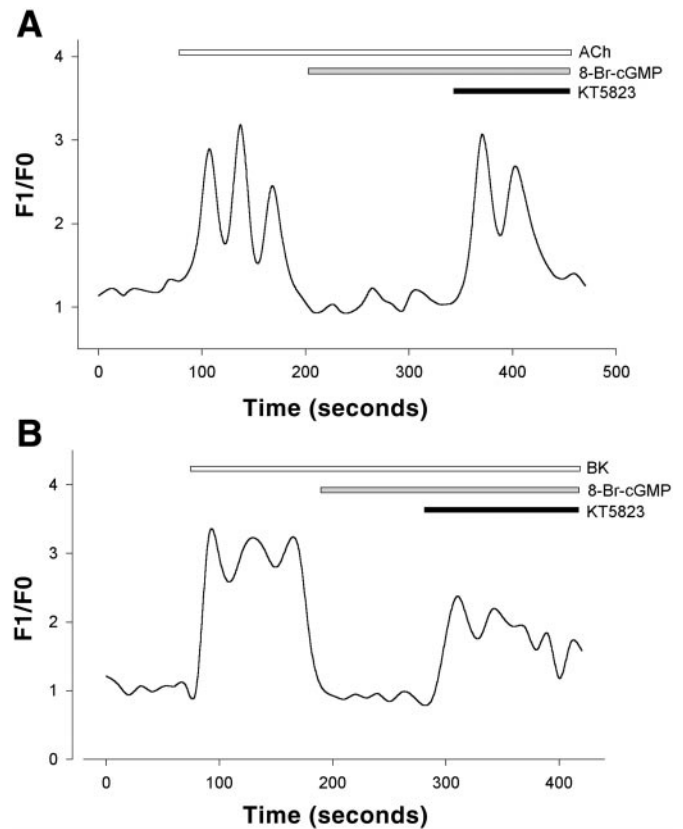 A
4
ACh
8-Br-cGMP
KT5823
3
F1/F0
2
1
0 100 200 300 400 500
Time (seconds)
B
BK
8-Br-cGMP
4
KT5823
3
F1/F0
2
1
0
0 100 200 300 400
Time (seconds)